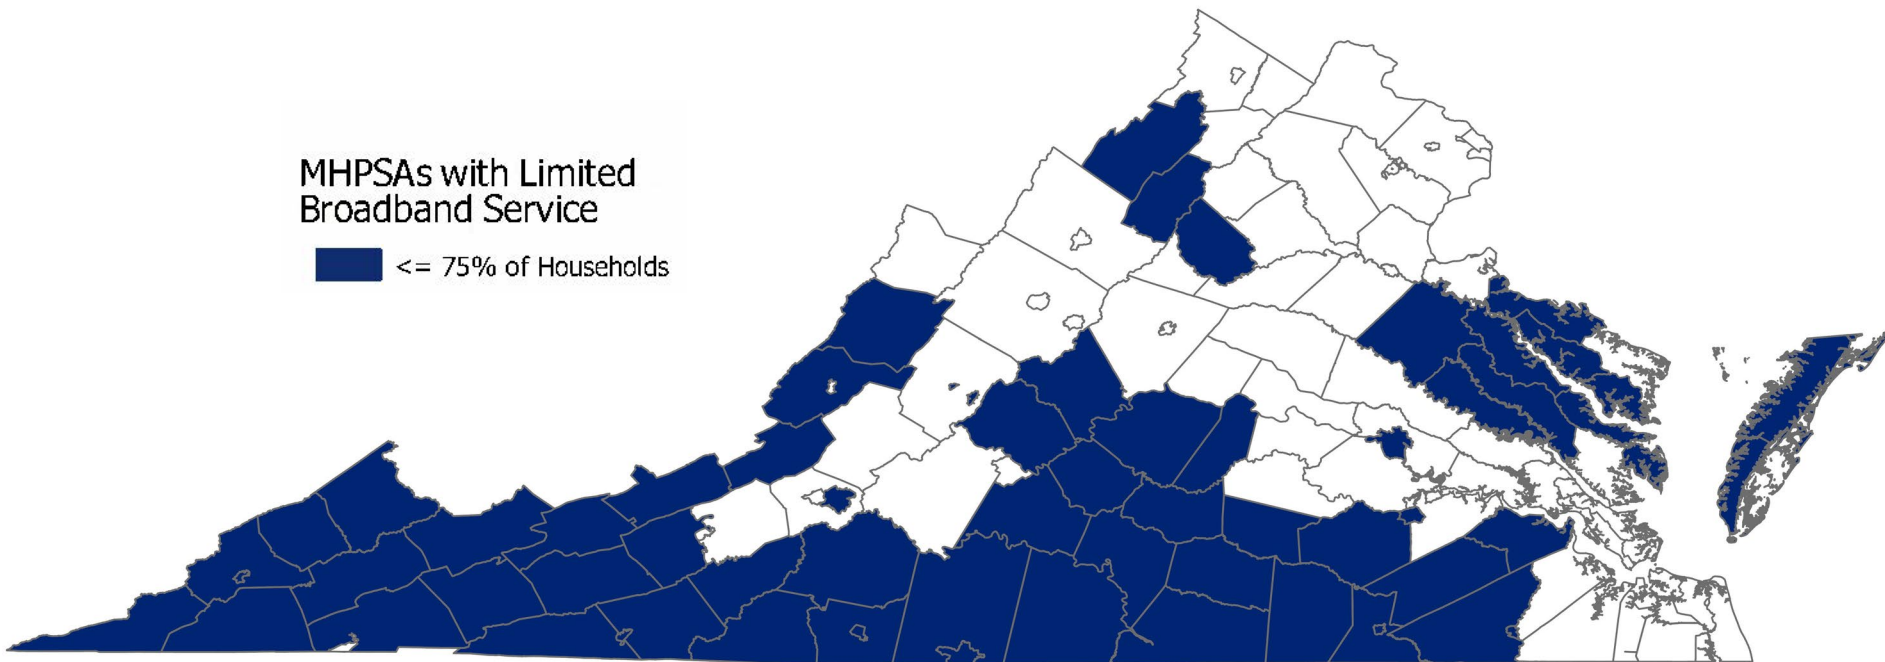 MHPSAs with Limited
Broadband Service
<= 75% of Households